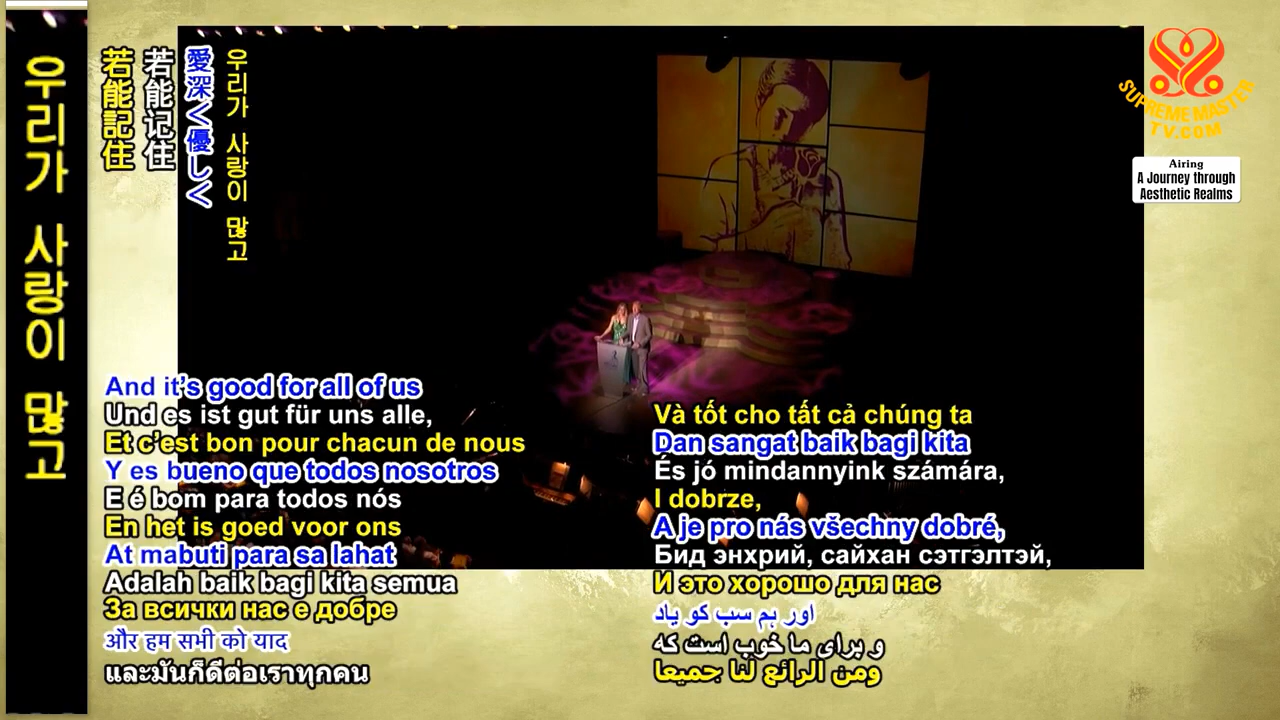 우리가 사랑이 많고
若能記住
若能记住
愛深く優しく
우리가 사랑이 많고
SUPREME MASTER
TV.COM
Airing
A Journey through
Aesthetic Realms
And it's good for all of us
Und es ist gut für uns alle,
Et c'est bon pour chacun de nous
Y es bueno que todos nosotros
E é bom para todos nós
En het is goed voor ons
At mabuti para sa lahat
Adalah baik bagi kita semua
За всички нас е добре
और हम सभी को याद
และมันก็ดีต่อเราทุกคน
Và tốt cho tất cả chúng ta
Dan sangat baik bagi kita
És jó mindannyink számára,
I dobrze,
A je pro nás všechny dobré,
Бид энхрий, сайхан сэтгэлтэй,
И это хорошо для нас
اور ہم سب کو یاد
و برای ما خوب است که
ومن الرائع لنا جميعا